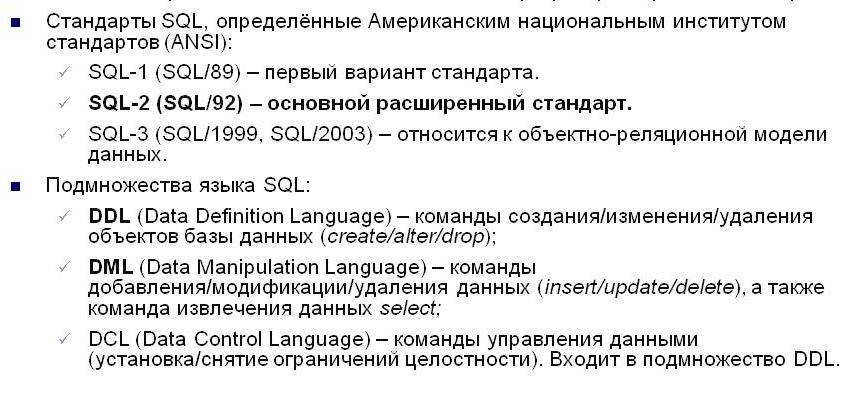 Стандарты SQL, определённые Американским национальным институтом
стандартов (ANSI):
SQL-1 (SQL/89) – первый вариант стандарта.
SQL-2 (SQL/92) – основной расширенный стандарт.
SQL-3 (SQL/1999, SQL/2003) – относится к объектно-реляционной модели
данных.
Подмножества языка SQL:
DDL (Data Definition Language) – команды создания/изменения/удаления
объектов базы данных (create/alter/drop);
DML (Data Manipulation Language) – команды
добавления/модификации/удаления данных (insert/update/delete), а также
команда извлечения данных select;
DCL (Data Control Language) – команды управления данными
(установка/снятие ограничений целостности). Входит в подмножество DDL.